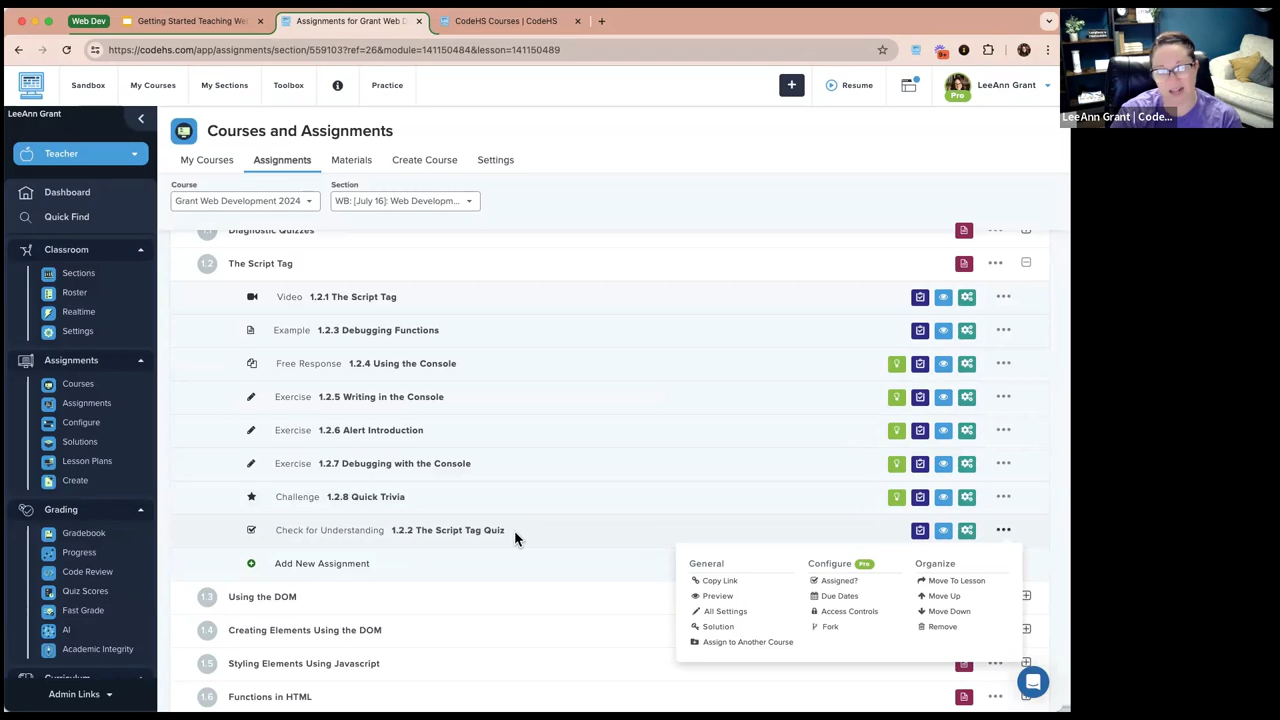 Web Dev
Getting Started Teaching We
Assignments for Grant Web D
CodeHS Courses | CodeHS
https://codehs.com/app/assignments/section/559103?ref=26&module=141150484&lesson=141150489
9+
Sandbox
My Courses
My Sections
Toolbox
Practice
Resume
Pro
LeeAnn Grant
LeeAnn Grant | Code...
LeeAnn Grant
Teacher
Dashboard
Quick Find
Classroom
Sections
Roster
Realtime
Settings
Assignments
Courses
Assignments
Configure
Solutions
Lesson Plans
Create
Grading
Gradebook
Progress
Code Review
Quiz Scores
Fast Grade
AI
Academic Integrity
Curriculum
Admin Links
Courses and Assignments
My Courses
Assignments
Materials
Create Course
Settings
Course
Section
Grant Web Development 2024
WB: [July 16]: Web Developm...
1.1 Diagnostic Quizzes
1.2 The Script Tag
Video 1.2.1 The Script Tag
Example 1.2.3 Debugging Functions
Free Response 1.2.4 Using the Console
Exercise 1.2.5 Writing in the Console
Exercise 1.2.6 Alert Introduction
Exercise 1.2.7 Debugging with the Console
Challenge 1.2.8 Quick Trivia
Check for Understanding 1.2.2 The Script Tag Quiz
Add New Assignment
1.3 Using the DOM
1.4 Creating Elements Using the DOM
1.5 Styling Elements Using Javascript
1.6 Functions in HTML
General
Copy Link
Preview
All Settings
Solution
Assign to Another Course
Configure Pro
Assigned?
Due Dates
Access Controls
Fork
Organize
Move To Lesson
Move Up
Move Down
Remove